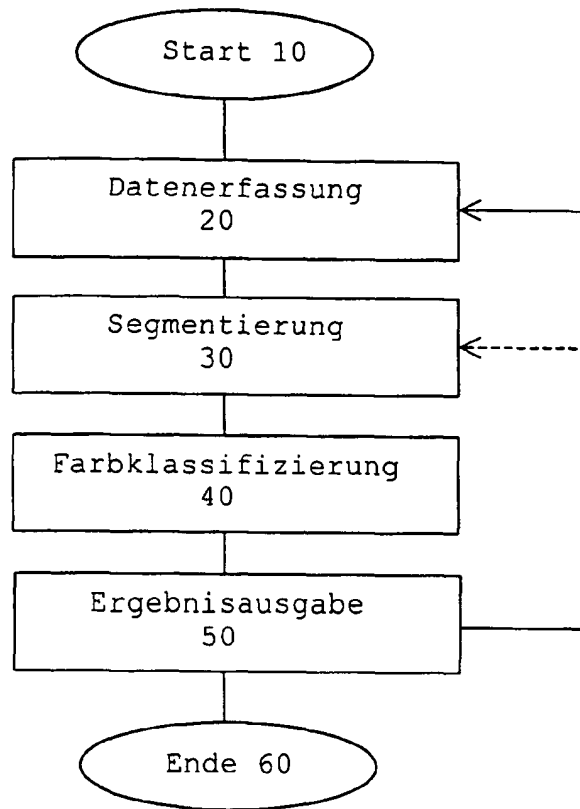 Start 10
Datenerfassung
20
Segmentierung
30
Farbklassifizierung
40
Ergebnisausgabe
50
Ende 60